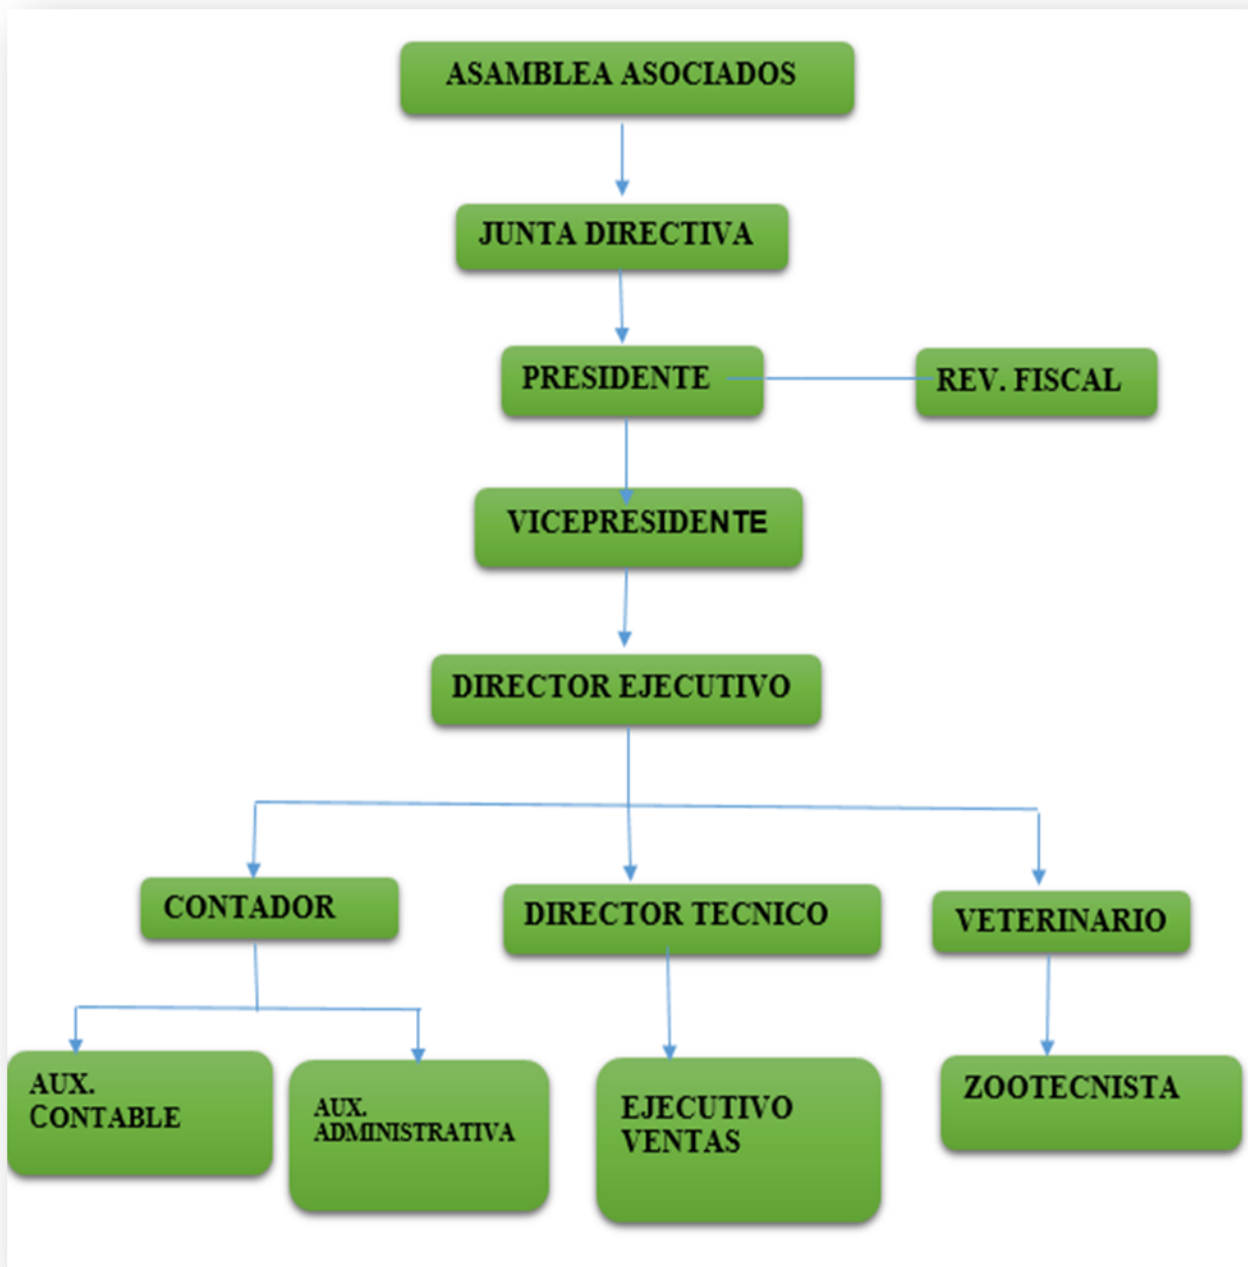 ASAMBLEA ASOCIADOS
JUNTA DIRECTIVA
PRESIDENTE
REV. FISCAL
VICEPRESIDENTE
DIRECTOR EJECUTIVO
CONTADOR
DIRECTOR TECNICO
VETERINARIO
AUX.
CONTABLE
AUX.
ADMINISTRATIVA
EJECUTIVO
VENTAS
ZOOTECNISTA